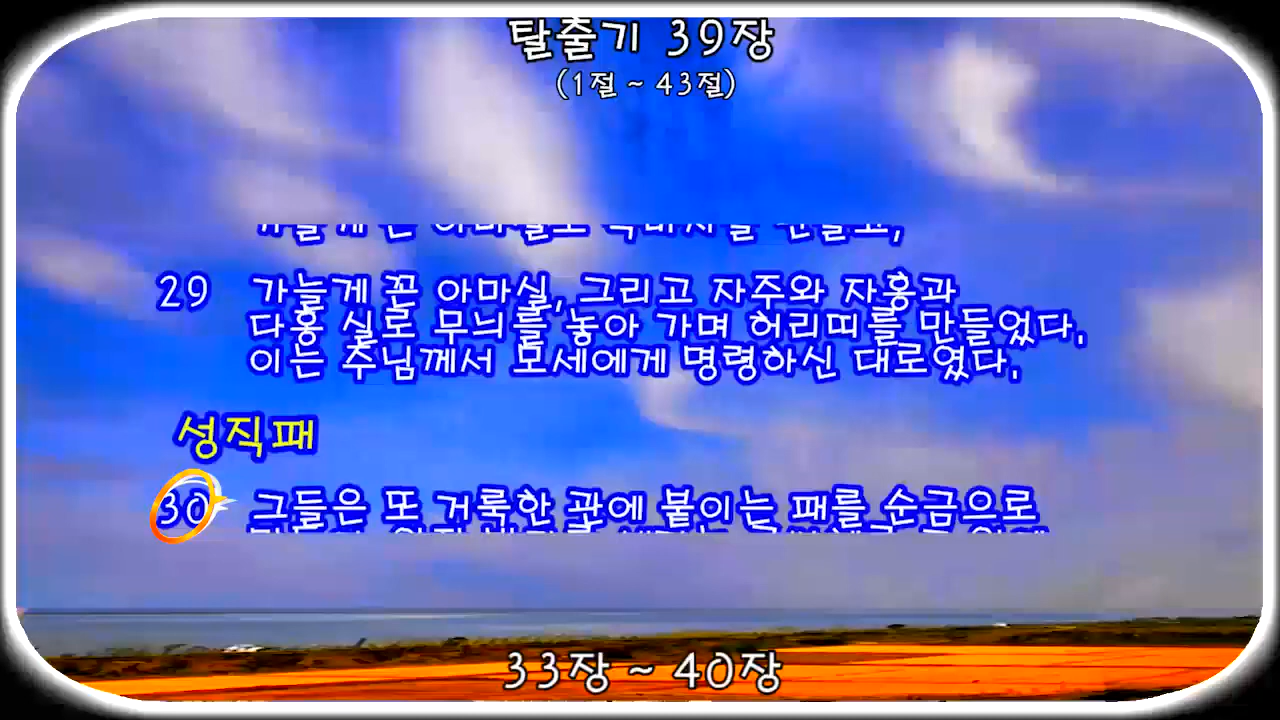 탈출기 39장
(1절 ~ 43절)
29 가늘게 꼰 아마실, 그리고 자주와 자홍과
다홍 실로 무늬를 놓아 가며 허리띠를 만들었다.
이는 주님께서 모세에게 명령하신 대로였다.
성직패
30 그들은 또 거룩한 관에 붙이는 패를 순금으로
33장 ~ 40장